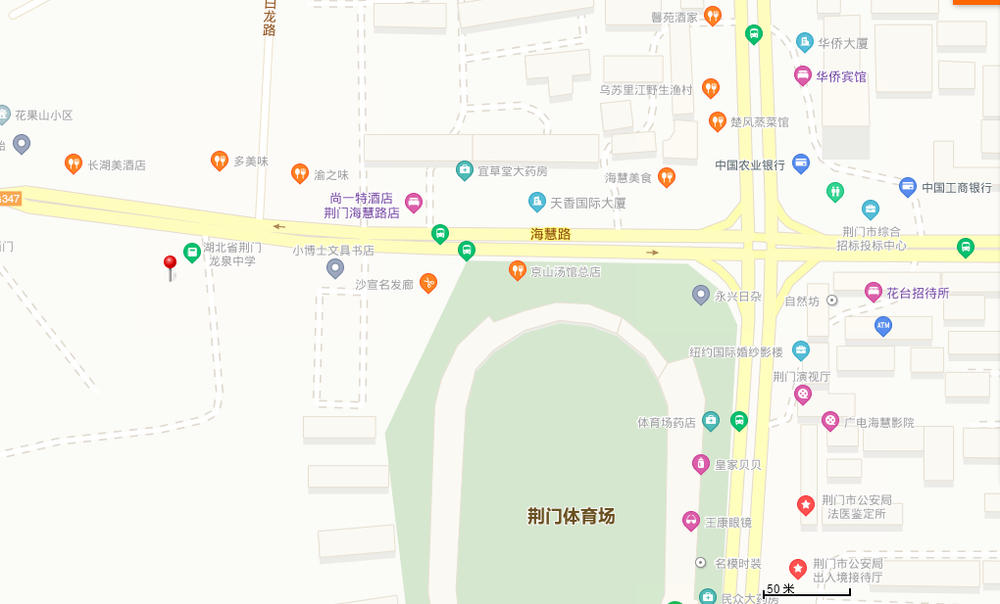 白龙路
馨苑酒家
华侨大厦
华侨宾馆
乌苏里江野生渔村
花果山小区
楚风蒸菜馆
长湖美酒店
多美味
渝之味
宜草堂大药房
海慧美食
中国农业银行
中国工商银行
尚一特酒店
荆门海慧路店
天香国际大厦
G347
海慧路
荆门市综合
招标投标中心
湖北省荆门
龙泉中学
小博士文具书店
京山汤馆总店
沙宣名发廊
永兴日杂
自然坊
花台招待所
ATM
纽约国际婚纱影楼
荆门演视厅
体育场药店
广电海慧影院
皇家贝贝
荆门市公安局
法医鉴定所
荆门体育场
王康眼镜
名模时装
荆门市公安局
出入境接待厅
50 米
民众大药房